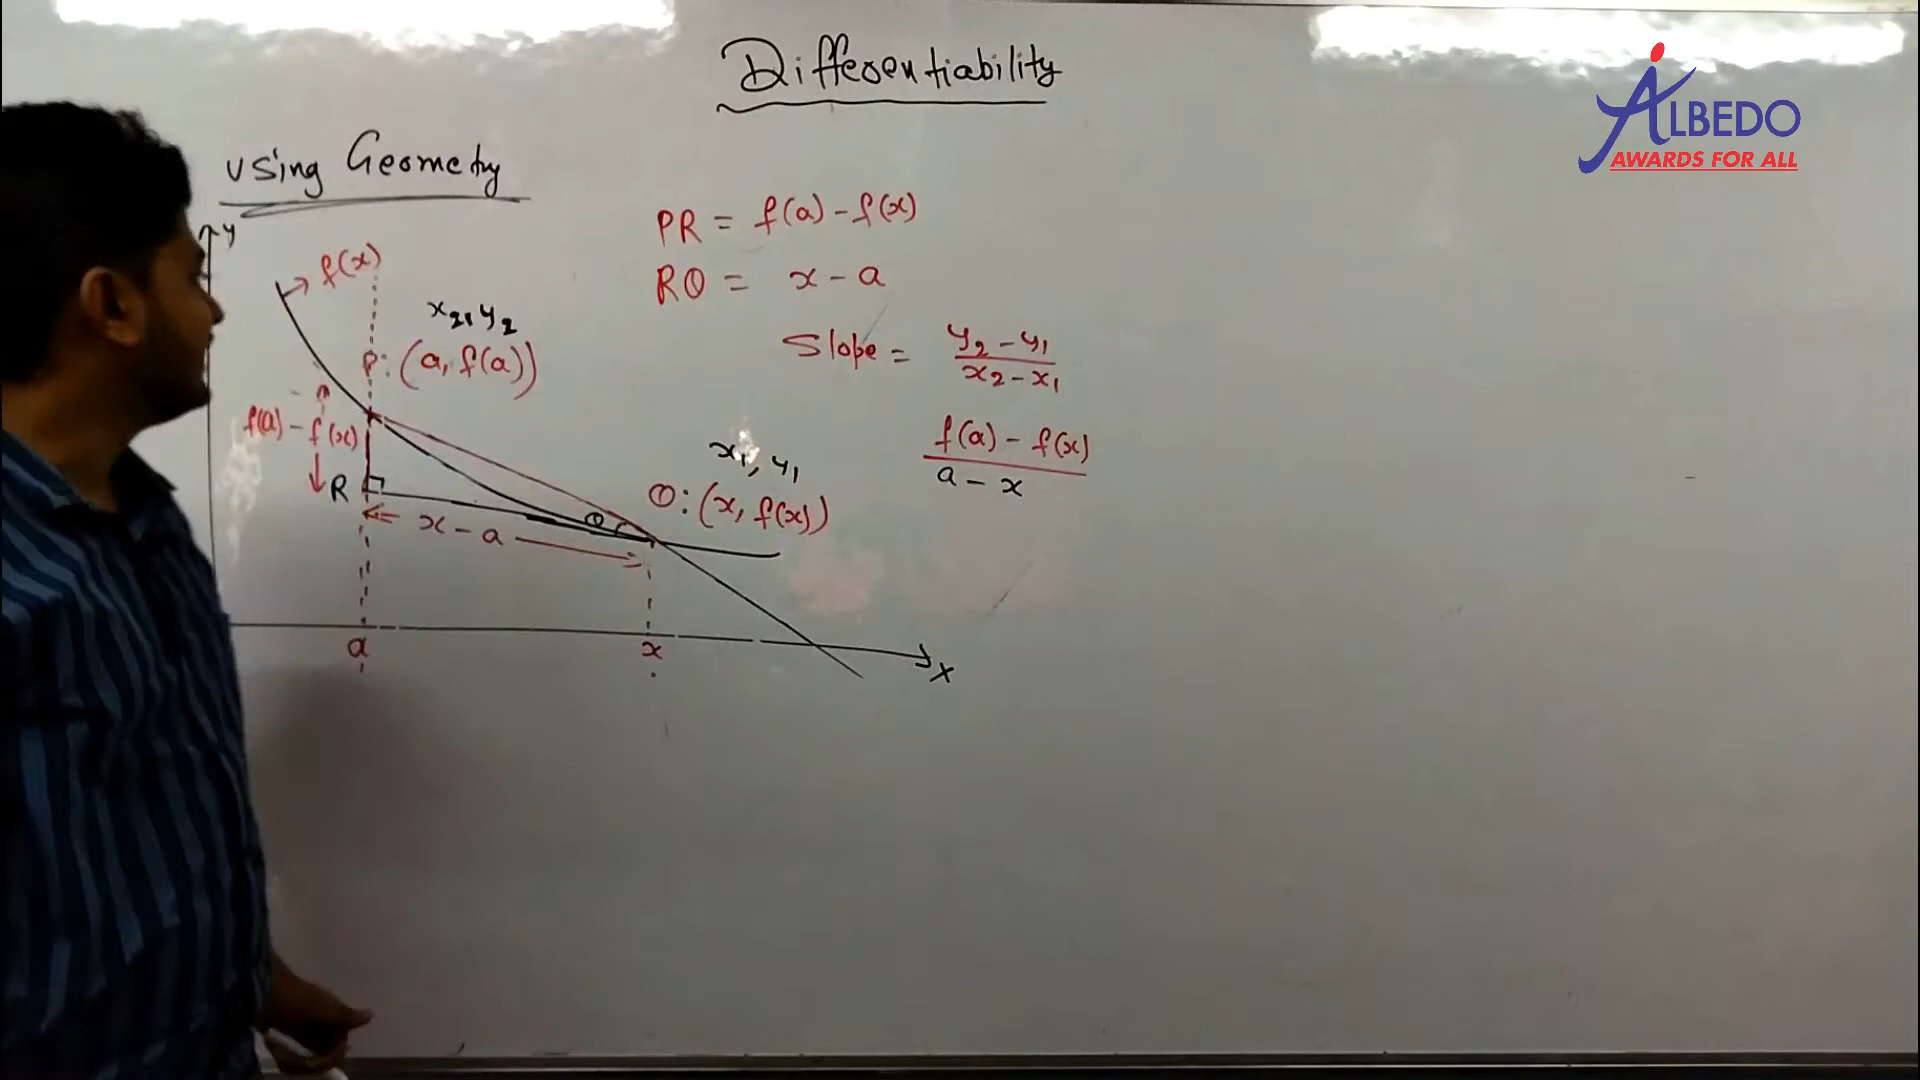 Differentiability
ALBEDO
AWARDS FOR ALL
Using Geometry
y
f(x)
PR = f(a) - f(x)
RQ = x - a
x2, y2
P: (a, f(a))
Slope = y2 - y1 / x2 - x1
f(a) - f(x)
f(a) - f(x) / a - x
x1, y1
R
θ
Q: (x, f(x))
x - a
a
x
X